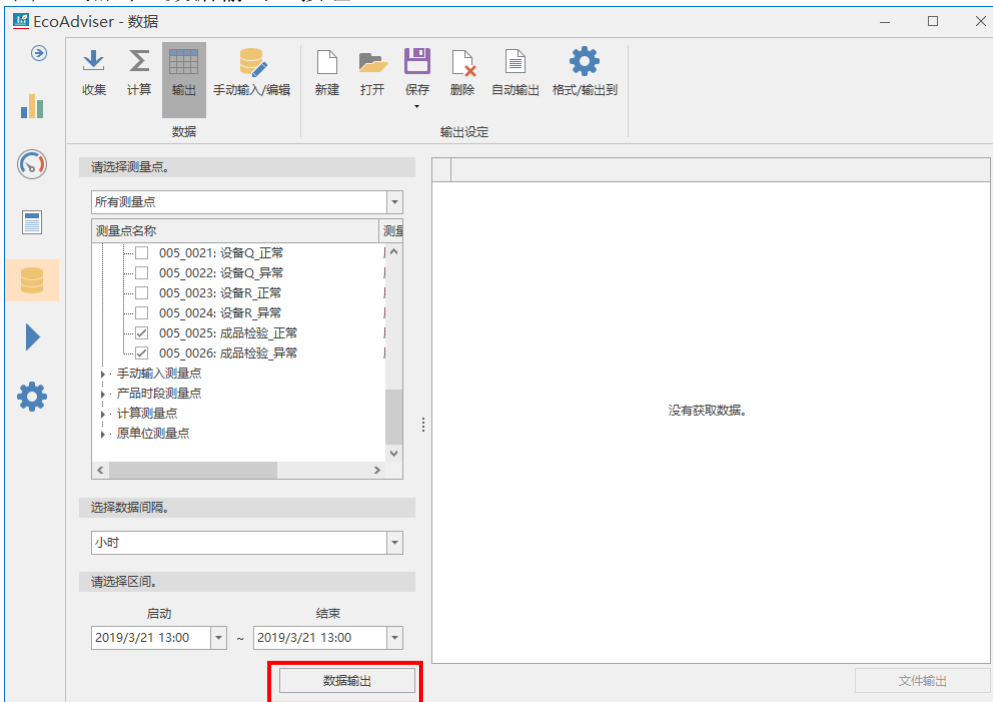 EcoAdviser - 数据
收集 计算 输出 手动输入/编辑 新建 打开 保存 删除 自动输出 格式/输出到
数据 输出设定
请选择测量点。
所有测量点
测量点名称
005_0021: 设备Q_正常
005_0022: 设备Q_异常
005_0023: 设备R_正常
005_0024: 设备R_异常
005_0025: 成品检验_正常
005_0026: 成品检验_异常
手动输入测量点
产品时段测量点
计算测量点
原单位测量点
没有获取数据。
选择数据间隔。
小时
请选择区间。
启动 结束
2019/3/21 13:00 ~ 2019/3/21 13:00
数据输出 文件输出